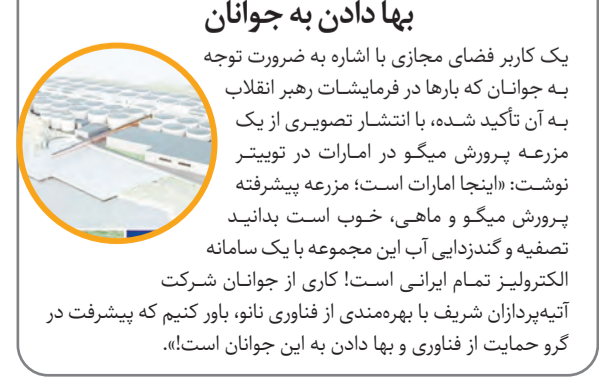 بها دادن به جوانان
یک کاربر فضای مجازی با اشاره به ضرورت توجه
به جوانان که بارها در فرمایشات رهبر انقلاب
به آن تأکید شده، با انتشار تصویری از یک
مزرعه پرورش میگو در امارات در توییتر
نوشت: «اینجا امارات است؛ مزرعه پیشرفته
پرورش میگو و ماهی، خوب است بدانید
تصفیه و گندزدایی آب این مجموعه با یک سامانه
الکترولیز تمام ایرانی است! کاری از جوانان شرکت
آتیه‌پردازان شریف با بهره‌مندی از فناوری نانو، باور کنیم که پیشرفت در
گرو حمایت از فناوری و بها دادن به این جوانان است!».